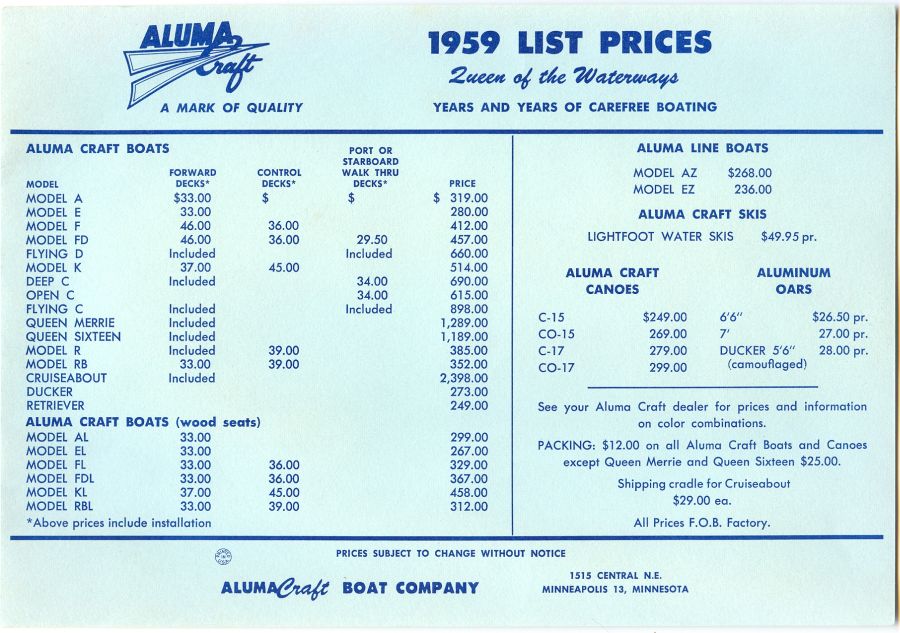 ALUMA Craft
A MARK OF QUALITY
1959 LIST PRICES
Queen of the Waterways
YEARS AND YEARS OF CAREFREE BOATING
ALUMA CRAFT BOATS
MODEL FORWARD DECKS* CONTROL DECKS* PORT OR STARBOARD WALK THRU DECKS* PRICE
MODEL A $33.00 $ $ $ 319.00
MODEL E 33.00 280.00
MODEL F 46.00 36.00 412.00
MODEL FD 46.00 36.00 29.50 457.00
FLYING D Included Included 660.00
MODEL K 37.00 45.00 514.00
DEEP C Included 34.00 690.00
OPEN C 34.00 615.00
FLYING C Included Included 898.00
QUEEN MERRIE Included 1,289.00
QUEEN SIXTEEN Included 1,189.00
MODEL R Included 39.00 385.00
MODEL RB 33.00 39.00 352.00
CRUISEABOUT Included 2,398.00
DUCKER 273.00
RETRIEVER 249.00
ALUMA CRAFT BOATS (wood seats)
MODEL AL 33.00 299.00
MODEL EL 33.00 267.00
MODEL FL 33.00 36.00 329.00
MODEL FDL 33.00 36.00 367.00
MODEL KL 37.00 45.00 458.00
MODEL RBL 33.00 39.00 312.00
*Above prices include installation
ALUMA LINE BOATS
MODEL AZ $268.00
MODEL EZ 236.00
ALUMA CRAFT SKIS
LIGHTFOOT WATER SKIS $49.95 pr.
ALUMA CRAFT
CANOES
C-15 $249.00
CO-15 269.00
C-17 279.00
CO-17 299.00
ALUMINUM
OARS
6'6" $26.50 pr.
7' 27.00 pr.
DUCKER 5'6" 28.00 pr.
(camouflaged)
See your Aluma Craft dealer for prices and information
on color combinations.
PACKING: $12.00 on all Aluma Craft Boats and Canoes
except Queen Merrie and Queen Sixteen $25.00.
Shipping cradle for Cruiseabout
$29.00 ea.
All Prices F.O.B. Factory.
PRICES SUBJECT TO CHANGE WITHOUT NOTICE
ALUMA Craft BOAT COMPANY
1515 CENTRAL N.E.
MINNEAPOLIS 13, MINNESOTA